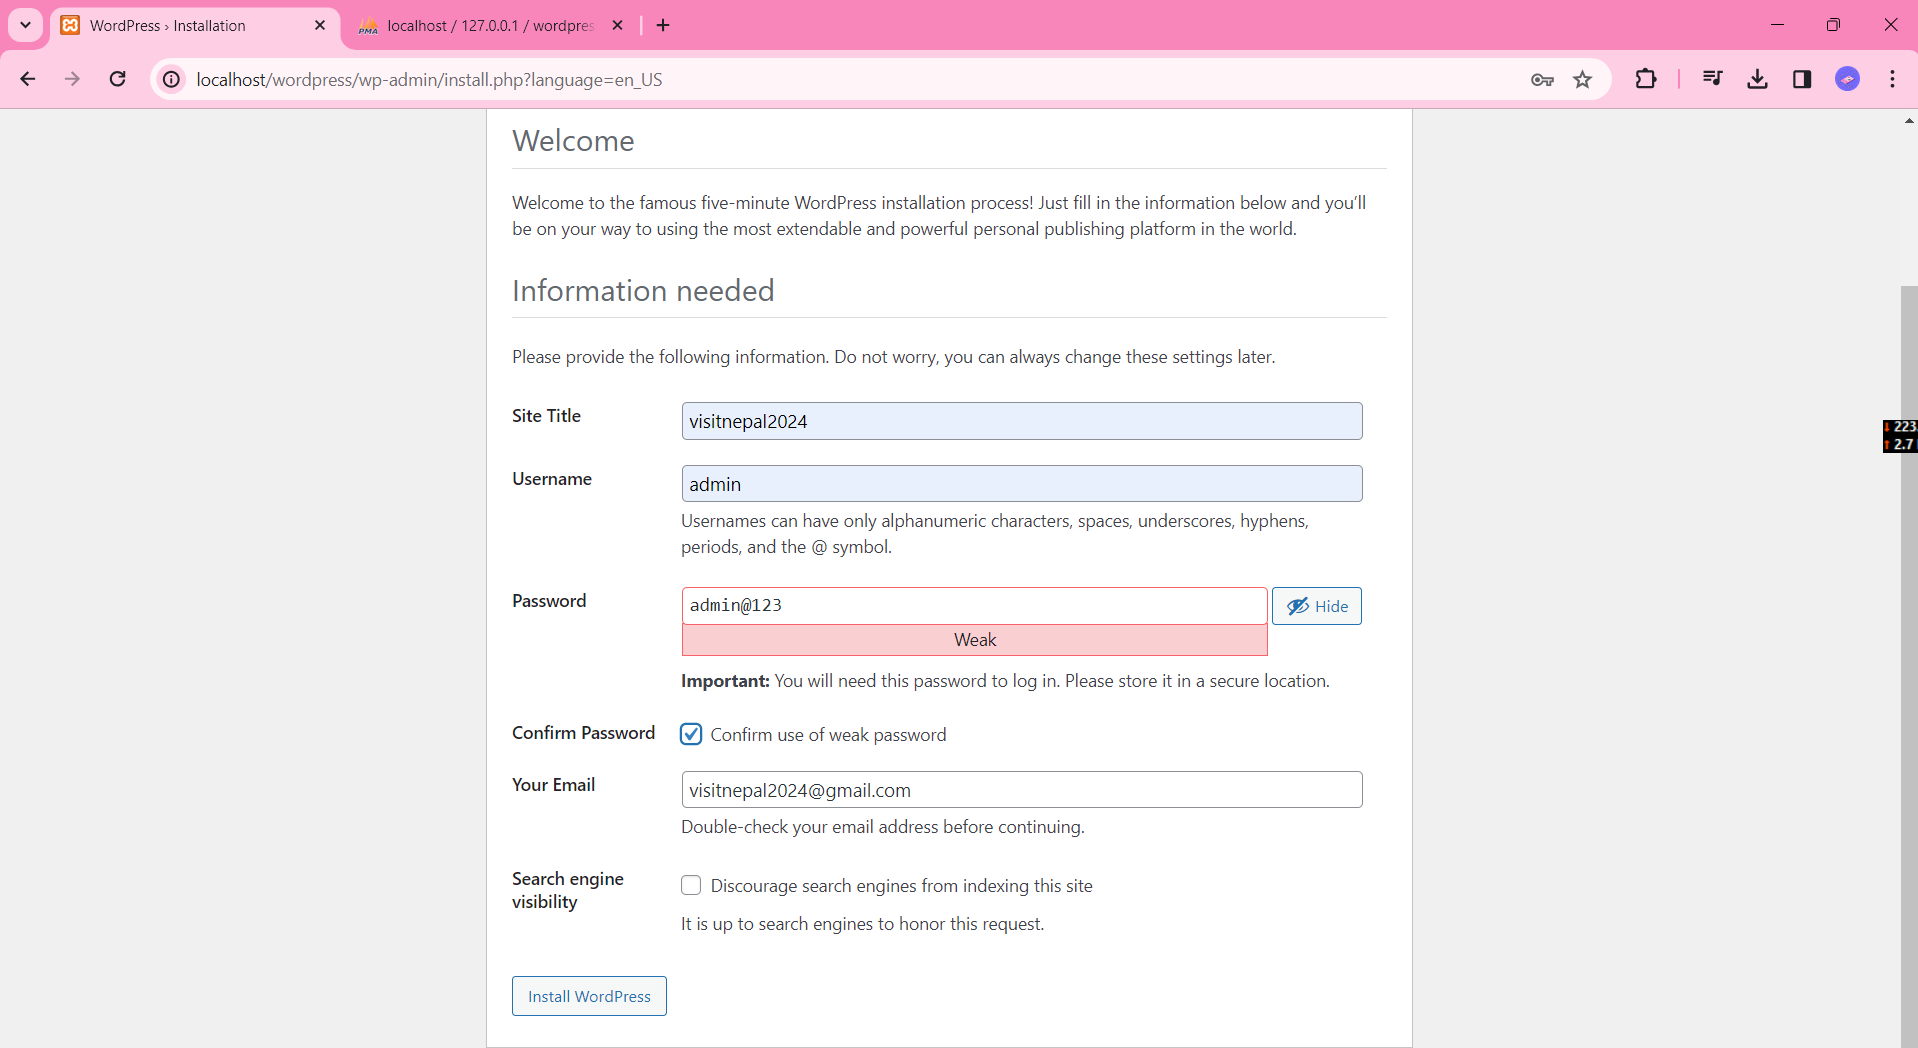 WordPress › Installation
PMA
localhost / 127.0.0.1 / wordpres
localhost/wordpress/wp-admin/install.php?language=en_US
Welcome
Welcome to the famous five-minute WordPress installation process! Just fill in the information below and you’ll
be on your way to using the most extendable and powerful personal publishing platform in the world.
Information needed
Please provide the following information. Do not worry, you can always change these settings later.
Site Title
visitnepal2024
Username
admin
Usernames can have only alphanumeric characters, spaces, underscores, hyphens,
periods, and the @ symbol.
Password
admin@123
Hide
Weak
Important: You will need this password to log in. Please store it in a secure location.
Confirm Password
Confirm use of weak password
Your Email
visitnepal2024@gmail.com
Double-check your email address before continuing.
Search engine
visibility
Discourage search engines from indexing this site
It is up to search engines to honor this request.
Install WordPress
↓ 223.
↑ 2.7